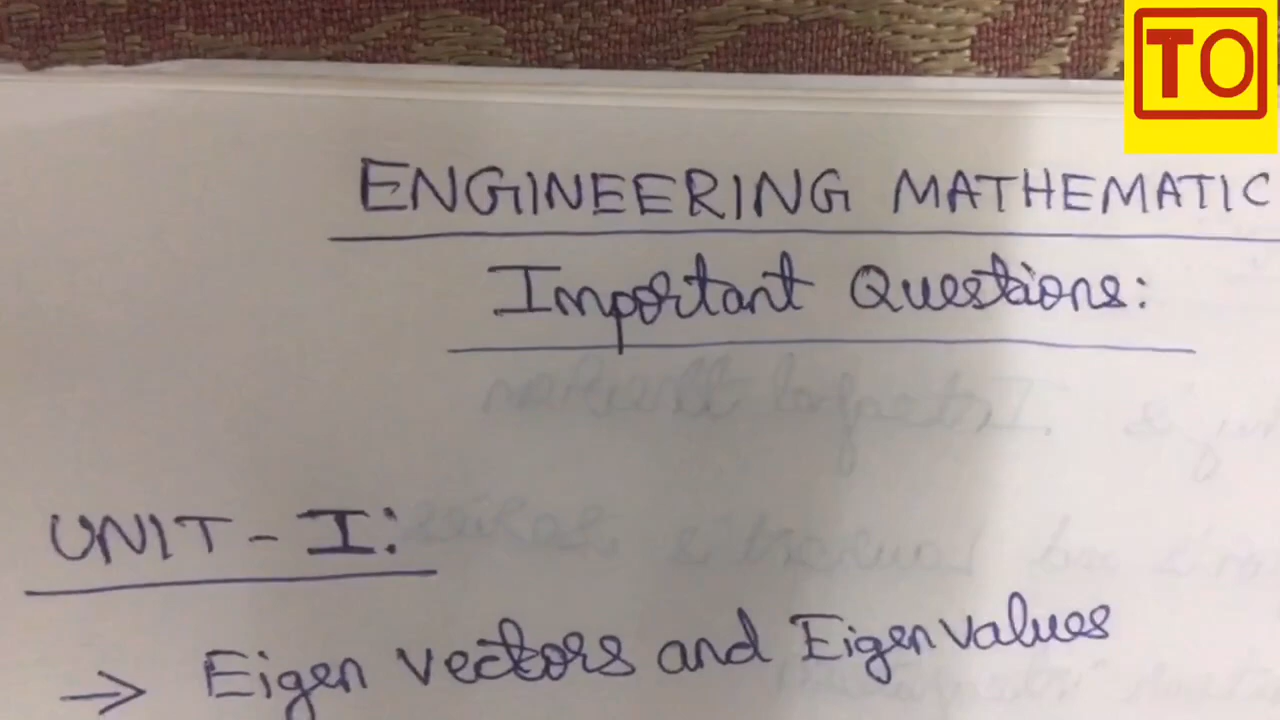 TO
ENGINEERING MATHEMATIC
Important Questions:
UNIT - I:
→ Eigen vectors and Eigen values